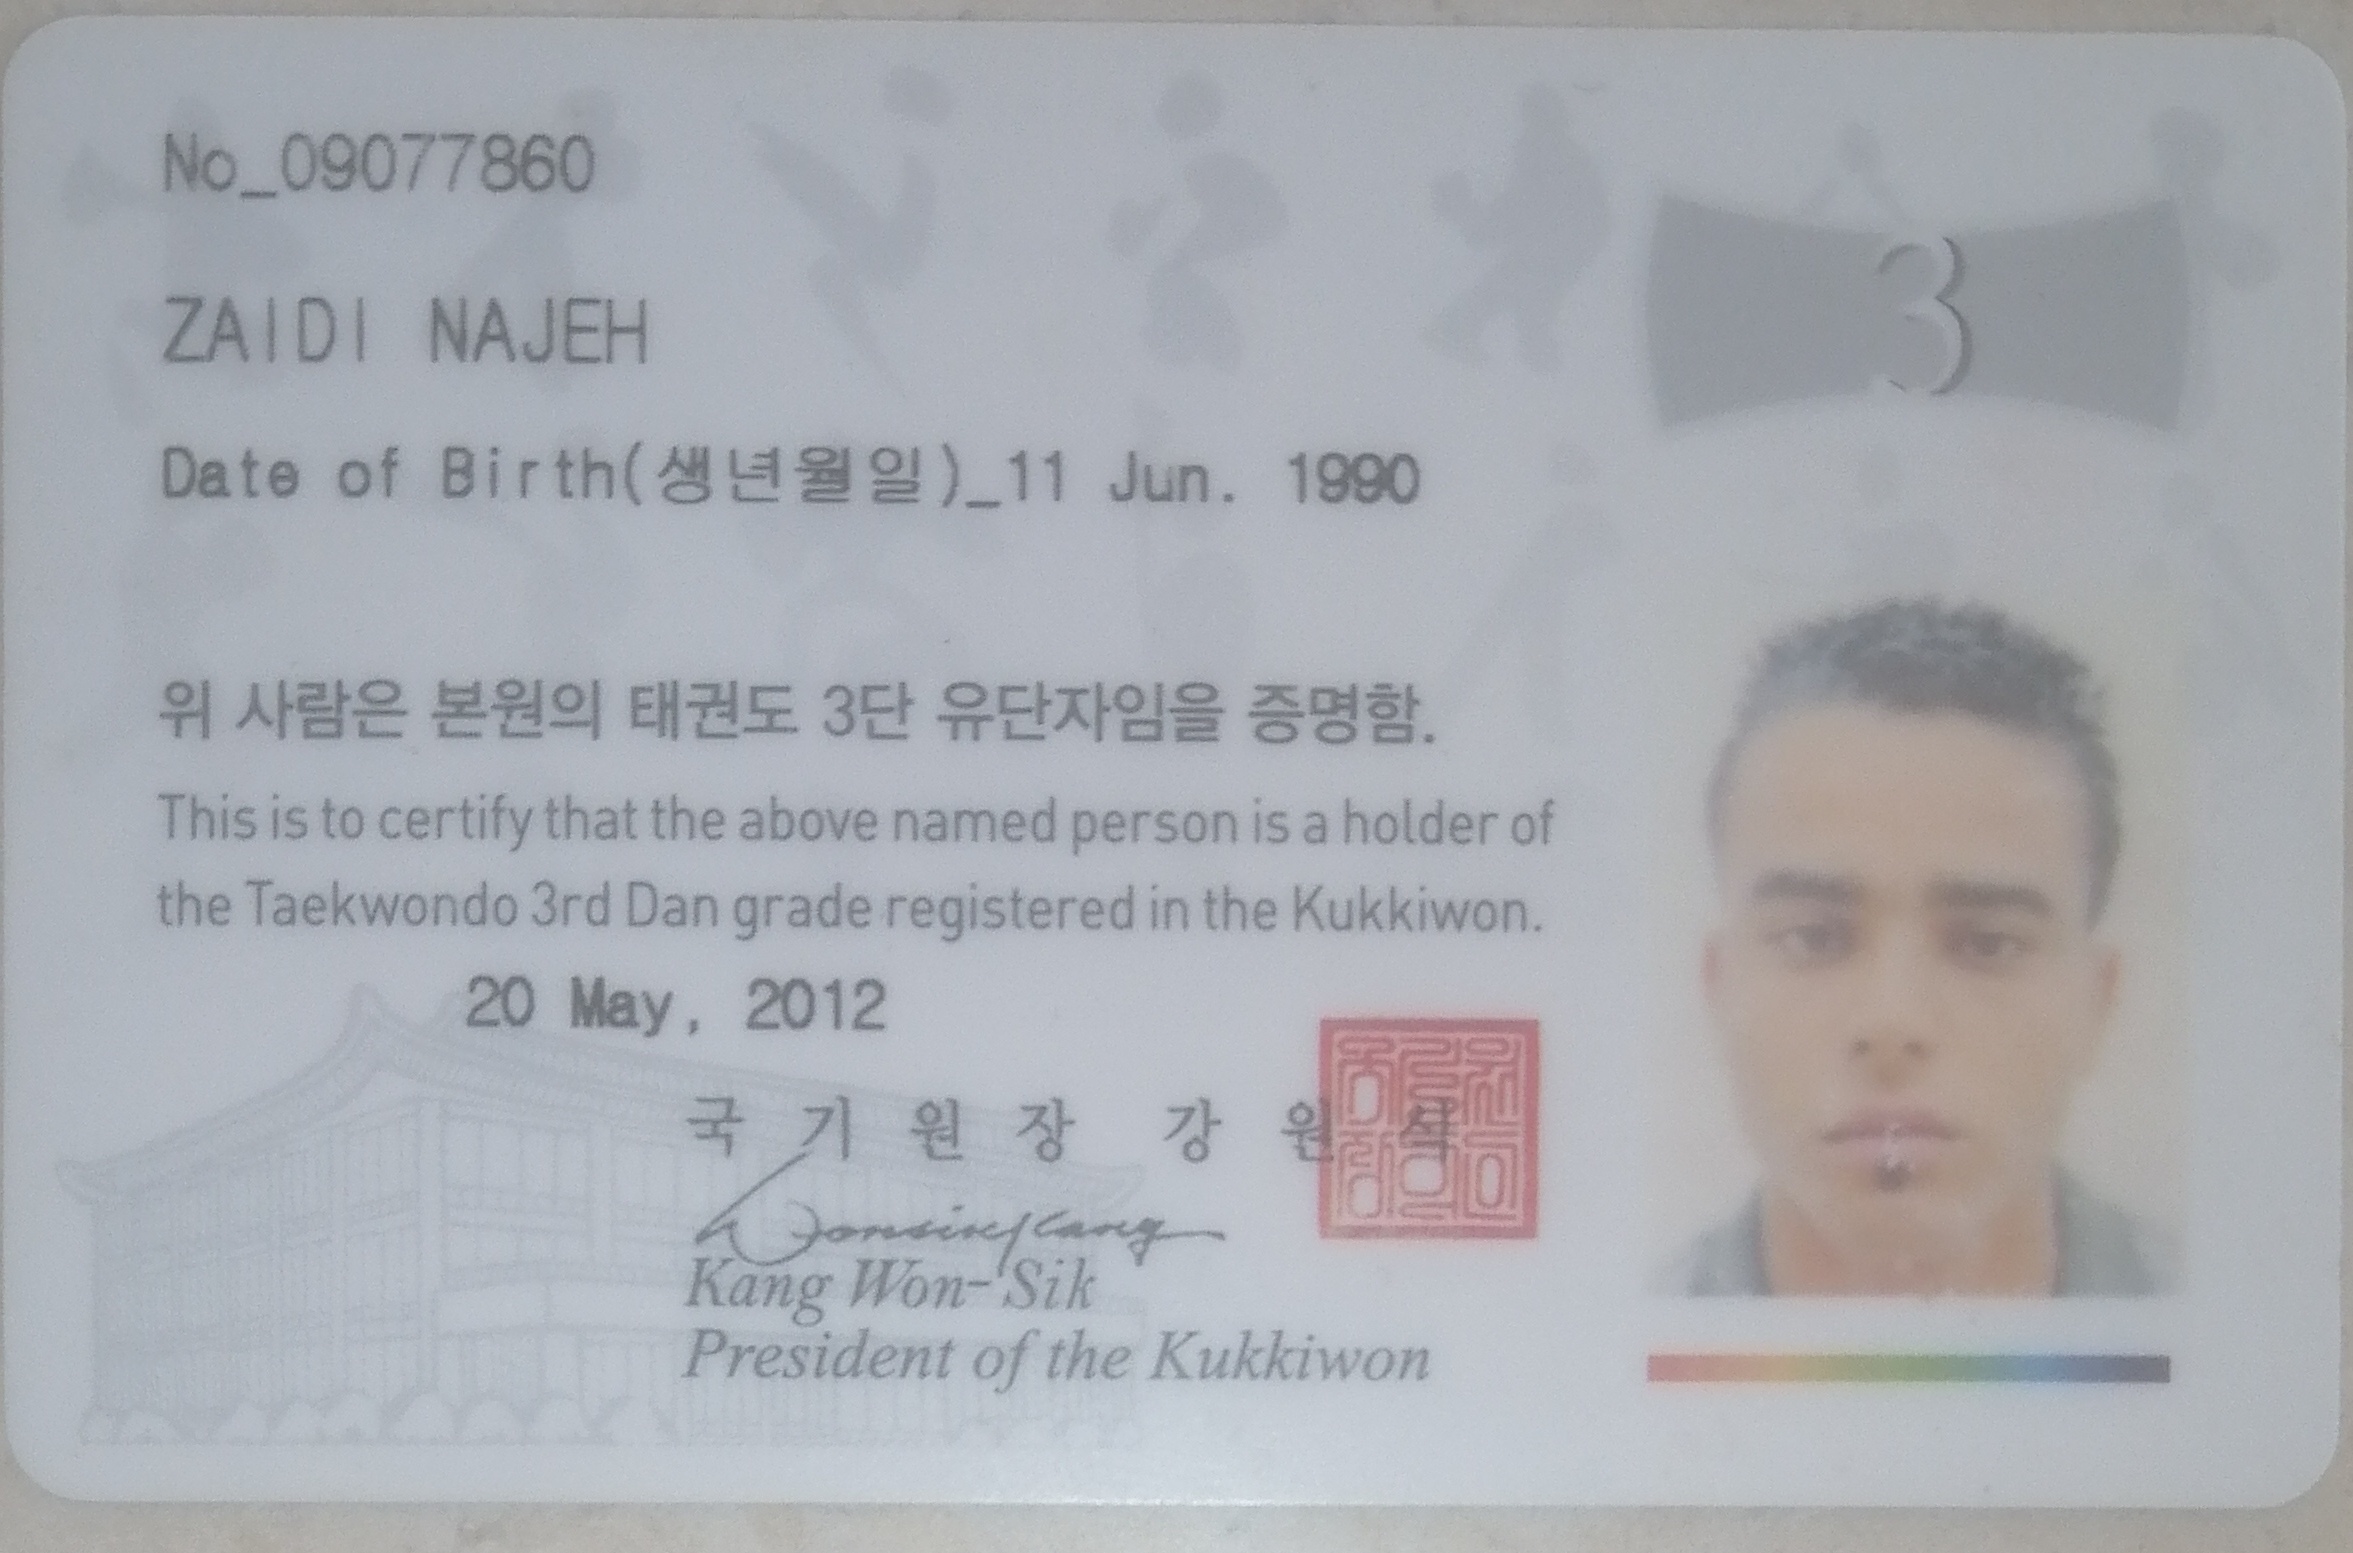 No_09077860
3
ZAIDI NAJEH
Date of Birth(생년월일)_11 Jun. 1990
위 사람은 본원의 태권도 3단 유단자임을 증명함.
This is to certify that the above named person is a holder of
the Taekwondo 3rd Dan grade registered in the Kukkiwon.
20 May, 2012
국 기 원 장 강 원 식
Kang Won-Sik
President of the Kukkiwon